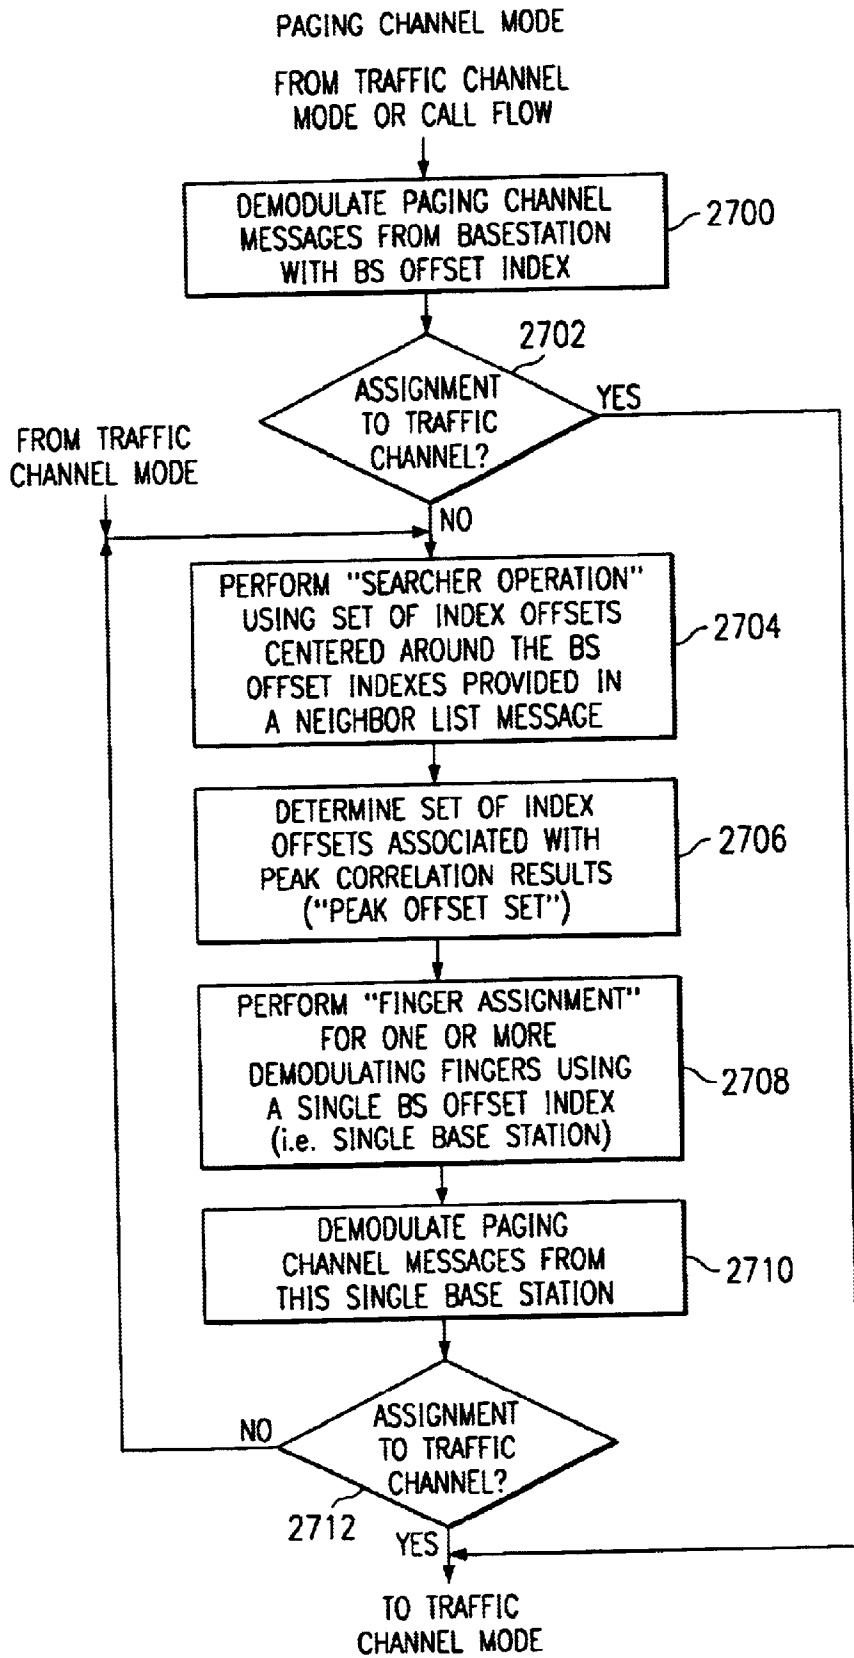 PAGING CHANNEL MODE
FROM TRAFFIC CHANNEL
MODE OR CALL FLOW
DEMODULATE PAGING CHANNEL
MESSAGES FROM BASESTATION
WITH BS OFFSET INDEX
2700
2702
ASSIGNMENT
TO TRAFFIC
CHANNEL?
YES
FROM TRAFFIC
CHANNEL MODE
NO
PERFORM "SEARCHER OPERATION"
USING SET OF INDEX OFFSETS
CENTERED AROUND THE BS
OFFSET INDEXES PROVIDED IN
A NEIGHBOR LIST MESSAGE
2704
DETERMINE SET OF INDEX
OFFSETS ASSOCIATED WITH
PEAK CORRELATION RESULTS
("PEAK OFFSET SET")
2706
PERFORM "FINGER ASSIGNMENT"
FOR ONE OR MORE
DEMODULATING FINGERS USING
A SINGLE BS OFFSET INDEX
(i.e. SINGLE BASE STATION)
2708
DEMODULATE PAGING
CHANNEL MESSAGES FROM
THIS SINGLE BASE STATION
2710
NO
ASSIGNMENT
TO TRAFFIC
CHANNEL?
2712
YES
TO TRAFFIC
CHANNEL MODE